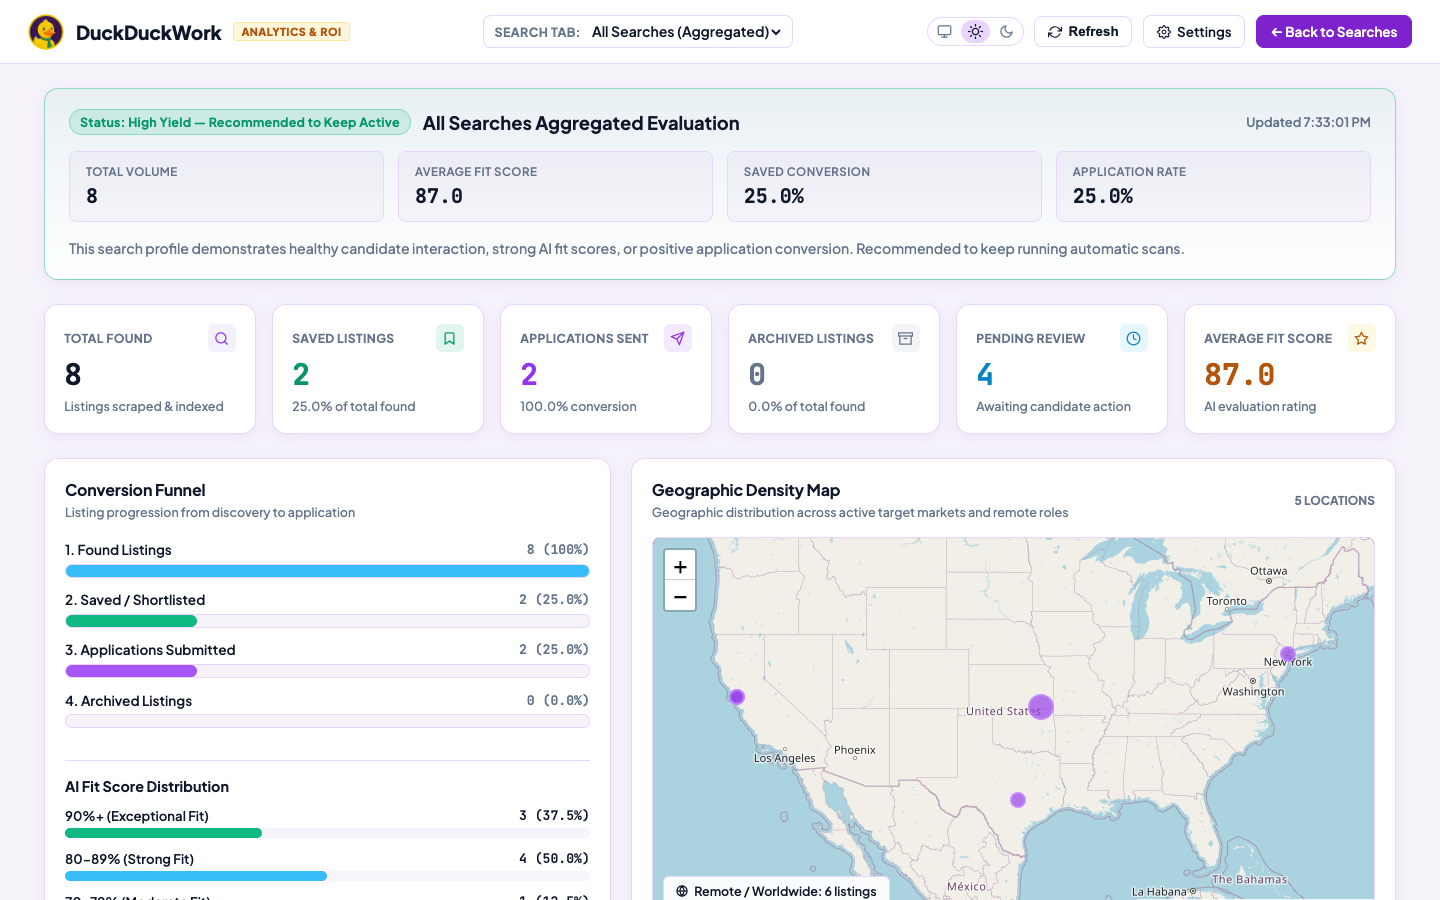 DuckDuckWork
ANALYTICS & ROI
SEARCH TAB: All Searches (Aggregated)
Refresh
Settings
← Back to Searches
Status: High Yield — Recommended to Keep Active
All Searches Aggregated Evaluation
Updated 7:33:01 PM
TOTAL VOLUME
8
AVERAGE FIT SCORE
87.0
SAVED CONVERSION
25.0%
APPLICATION RATE
25.0%
This search profile demonstrates healthy candidate interaction, strong AI fit scores, or positive application conversion. Recommended to keep running automatic scans.
TOTAL FOUND
8
Listings scraped & indexed
SAVED LISTINGS
2
25.0% of total found
APPLICATIONS SENT
2
100.0% conversion
ARCHIVED LISTINGS
0
0.0% of total found
PENDING REVIEW
4
Awaiting candidate action
AVERAGE FIT SCORE
87.0
AI evaluation rating
Conversion Funnel
Listing progression from discovery to application
1. Found Listings
8 (100%)
2. Saved / Shortlisted
2 (25.0%)
3. Applications Submitted
2 (25.0%)
4. Archived Listings
0 (0.0%)
AI Fit Score Distribution
90%+ (Exceptional Fit)
3 (37.5%)
80–89% (Strong Fit)
4 (50.0%)
Geographic Density Map
Geographic distribution across active target markets and remote roles
5 LOCATIONS
+
−
Ottawa
Toronto
New York
Washington
United States
Los Angeles
Phoenix
México
The Bahamas
La Habana
Remote / Worldwide: 6 listings